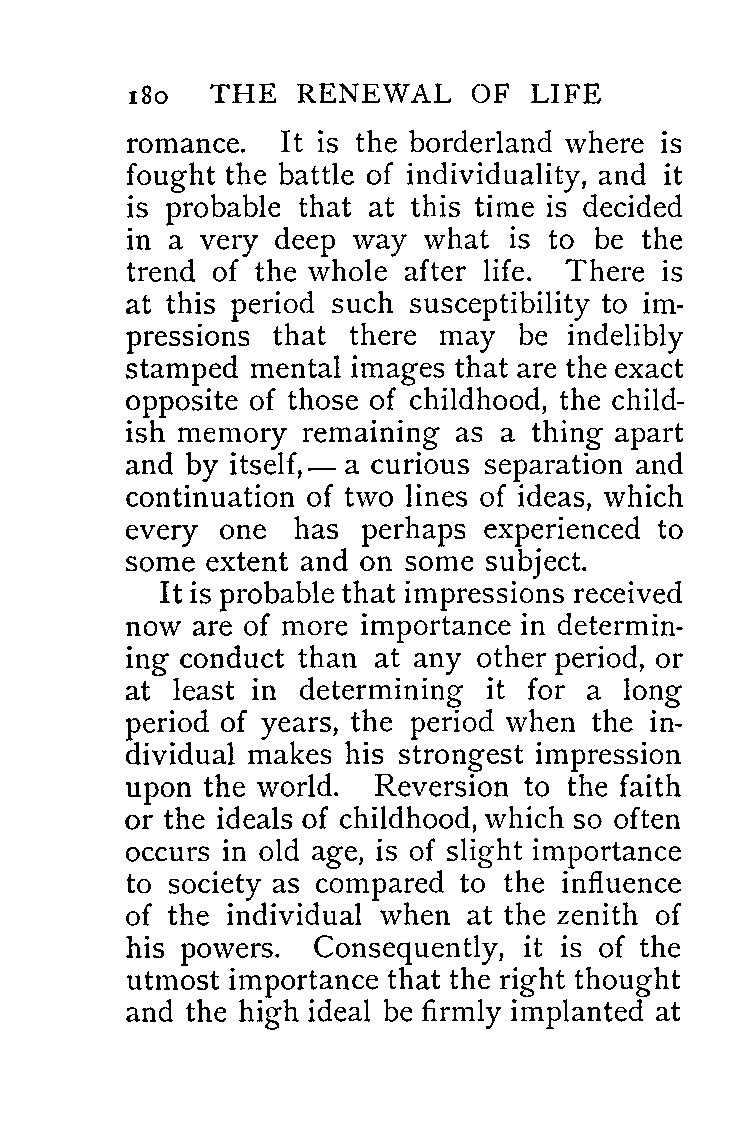 180 THE RENEWAL OF LIFE
romance. It is the borderland where is
fought the battle of individuality, and it
is probable that at this time is decided
in a very deep way what is to be the
trend of the whole after life. There is
at this period such susceptibility to im-
pressions that there may be indelibly
stamped mental images that are the exact
opposite of those of childhood, the child-
ish memory remaining as a thing apart
and by itself,— a curious separation and
continuation of two lines of ideas, which
every one has perhaps experienced to
some extent and on some subject.
It is probable that impressions received
now are of more importance in determin-
ing conduct than at any other period, or
at least in determining it for a long
period of years, the period when the in-
dividual makes his strongest impression
upon the world. Reversion to the faith
or the ideals of childhood, which so often
occurs in old age, is of slight importance
to society as compared to the influence
of the individual when at the zenith of
his powers. Consequently, it is of the
utmost importance that the right thought
and the high ideal be firmly implanted at